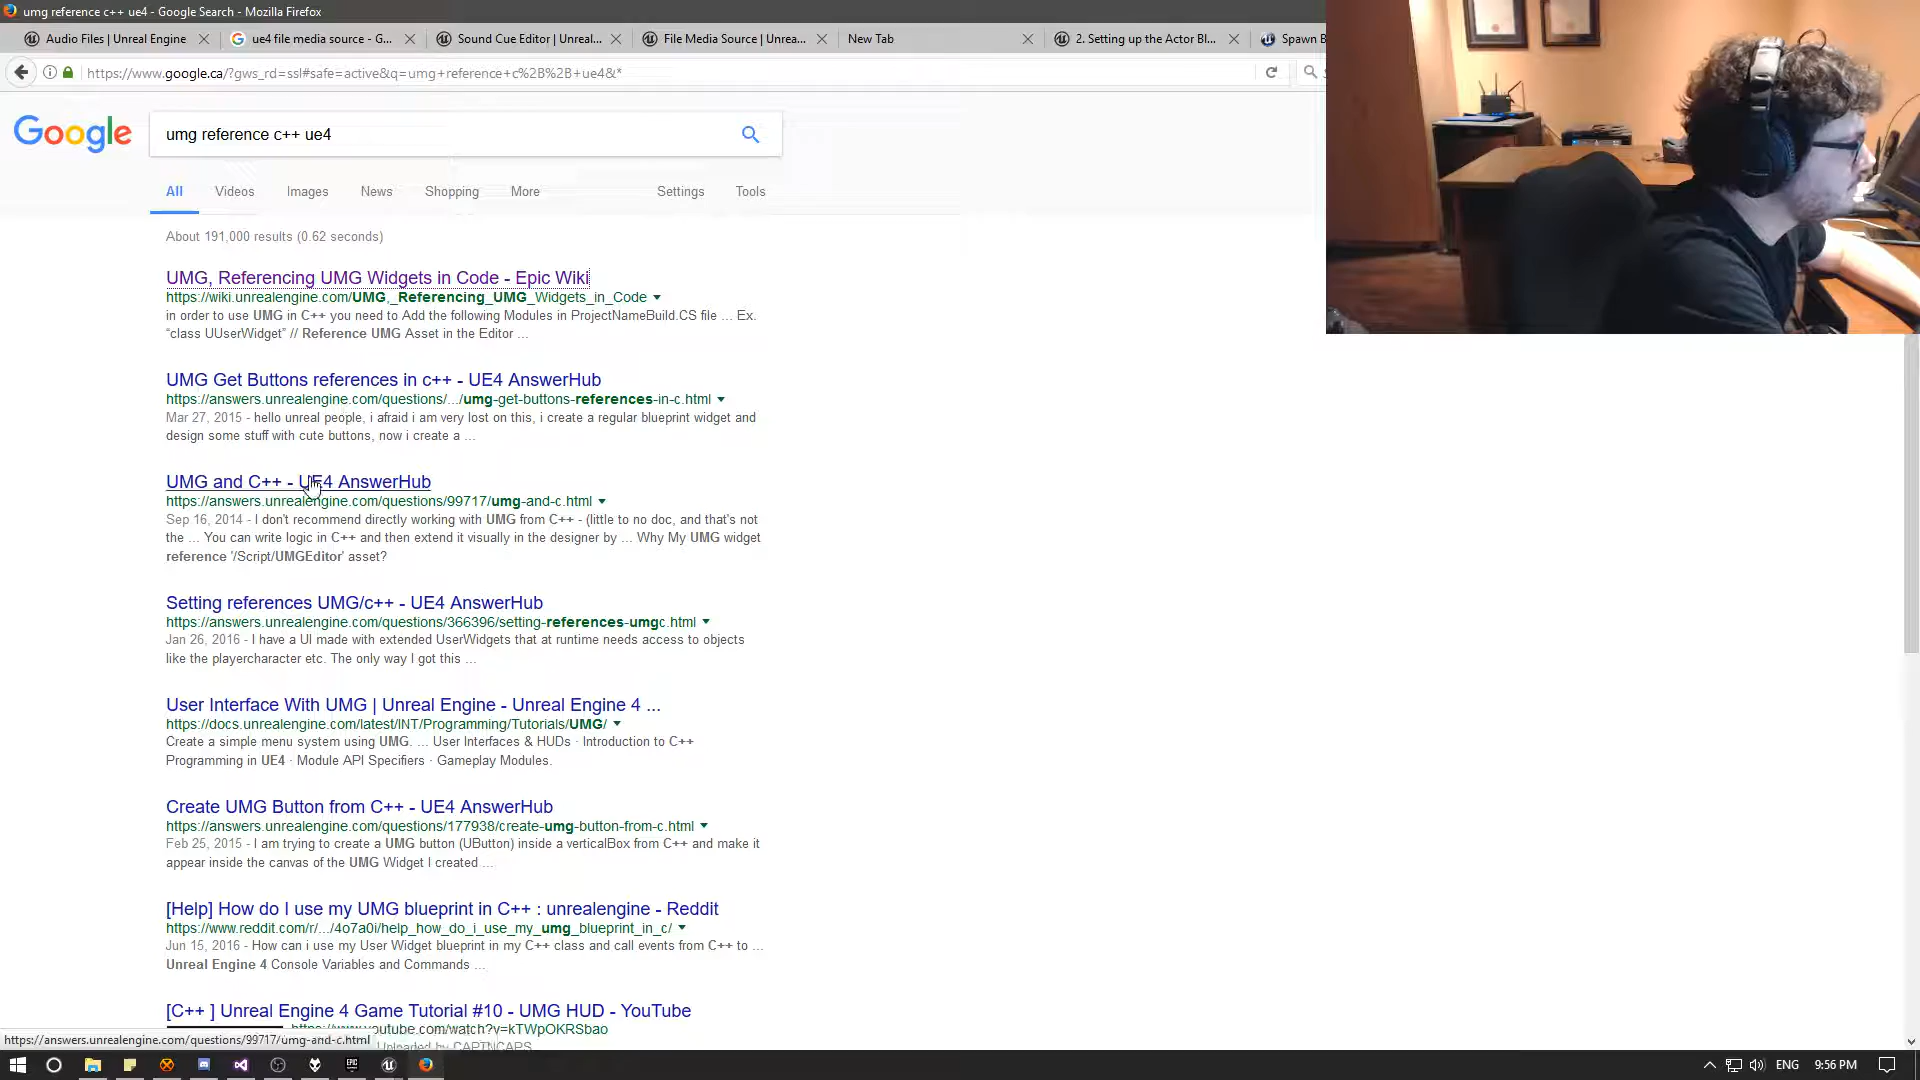 umg reference c++ ue4 - Google Search - Mozilla Firefox
Audio Files | Unreal Engine
ue4 file media source - G...
Sound Cue Editor | Unreal...
File Media Source | Unrea...
New Tab
2. Setting up the Actor Bl...
Spawn B
https://www.google.ca/?gws_rd=ssl#safe=active&q=umg+reference+c%2B%2B+ue4&*
Google
umg reference c++ ue4
All
Videos
Images
News
Shopping
More
Settings
Tools
About 191,000 results (0.62 seconds)
UMG, Referencing UMG Widgets in Code - Epic Wiki
https://wiki.unrealengine.com/UMG,_Referencing_UMG_Widgets_in_Code
in order to use UMG in C++ you need to Add the following Modules in ProjectNameBuild.CS file ... Ex.
“class UUserWidget” // Reference UMG Asset in the Editor ...
UMG Get Buttons references in c++ - UE4 AnswerHub
https://answers.unrealengine.com/questions/.../umg-get-buttons-references-in-c.html
Mar 27, 2015 - hello unreal people, i afraid i am very lost on this, i create a regular blueprint widget and
design some stuff with cute buttons, now i create a ...
UMG and C++ - UE4 AnswerHub
https://answers.unrealengine.com/questions/99717/umg-and-c.html
Sep 16, 2014 - I don't recommend directly working with UMG from C++ - (little to no doc, and that's not
the ... You can write logic in C++ and then extend it visually in the designer by ... Why My UMG widget
reference '/Script/UMGEditor' asset?
Setting references UMG/c++ - UE4 AnswerHub
https://answers.unrealengine.com/questions/366396/setting-references-umgc.html
Jan 26, 2016 - I have a UI made with extended UserWidgets that at runtime needs access to objects
like the playercharacter etc. The only way I got this ...
User Interface With UMG | Unreal Engine - Unreal Engine 4 ...
https://docs.unrealengine.com/latest/INT/Programming/Tutorials/UMG/
Create a simple menu system using UMG. ... User Interfaces & HUDs · Introduction to C++
Programming in UE4 · Module API Specifiers · Gameplay Modules.
Create UMG Button from C++ - UE4 AnswerHub
https://answers.unrealengine.com/questions/177938/create-umg-button-from-c.html
Feb 25, 2015 - I am trying to create a UMG button (UButton) inside a verticalBox from C++ and make it
appear inside the canvas of the UMG Widget I created ...
[Help] How do I use my UMG blueprint in C++ : unrealengine - Reddit
https://www.reddit.com/r/.../4o7a0i/help_how_do_i_use_my_umg_blueprint_in_c/
Jun 15, 2016 - How can i use my User Widget blueprint in my C++ class and call events from C++ to ...
Unreal Engine 4 Console Variables and Commands ...
[C++ ] Unreal Engine 4 Game Tutorial #10 - UMG HUD - YouTube
https://www.youtube.com/watch?v=kTWpOKRSbao
Uploaded by CAPTNCAPS
https://answers.unrealengine.com/questions/99717/umg-and-c.html
ENG
9:56 PM